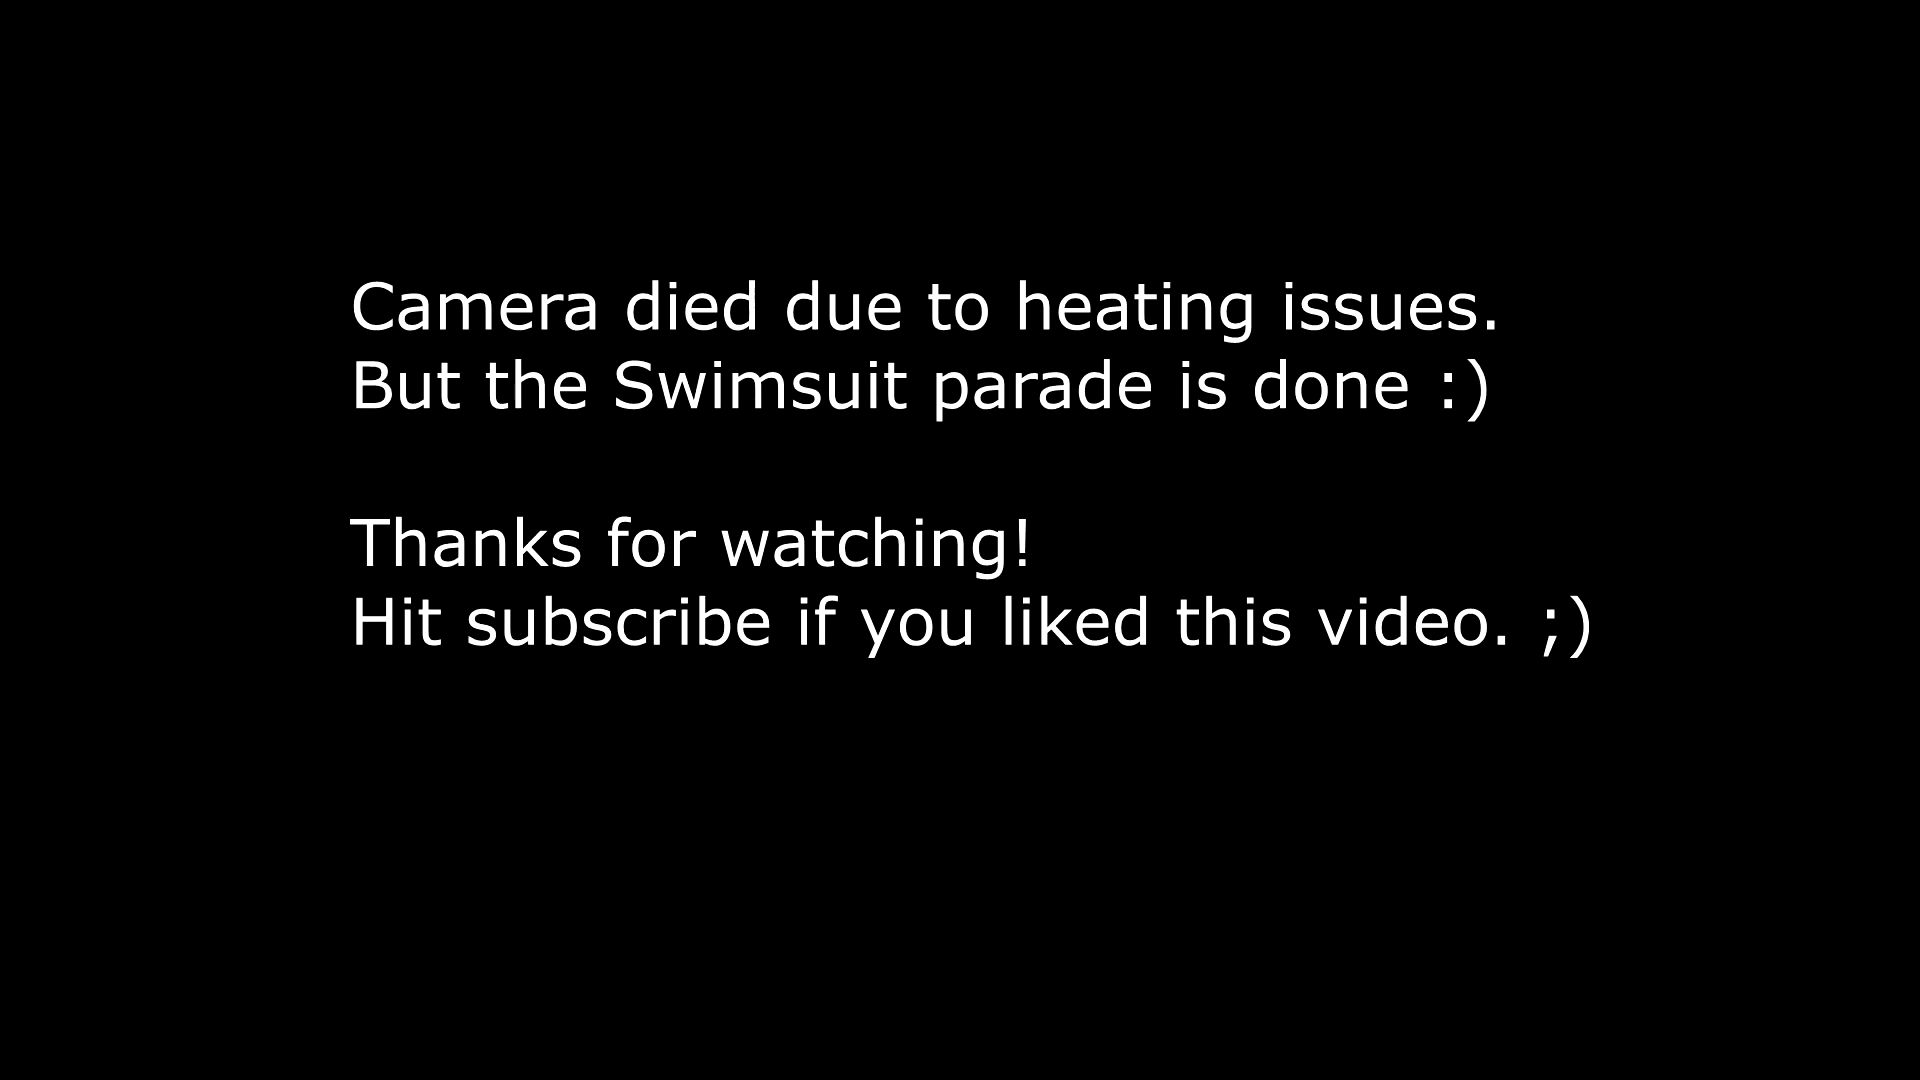 Camera died due to heating issues.
But the Swimsuit parade is done :)
Thanks for watching!
Hit subscribe if you liked this video. ;)